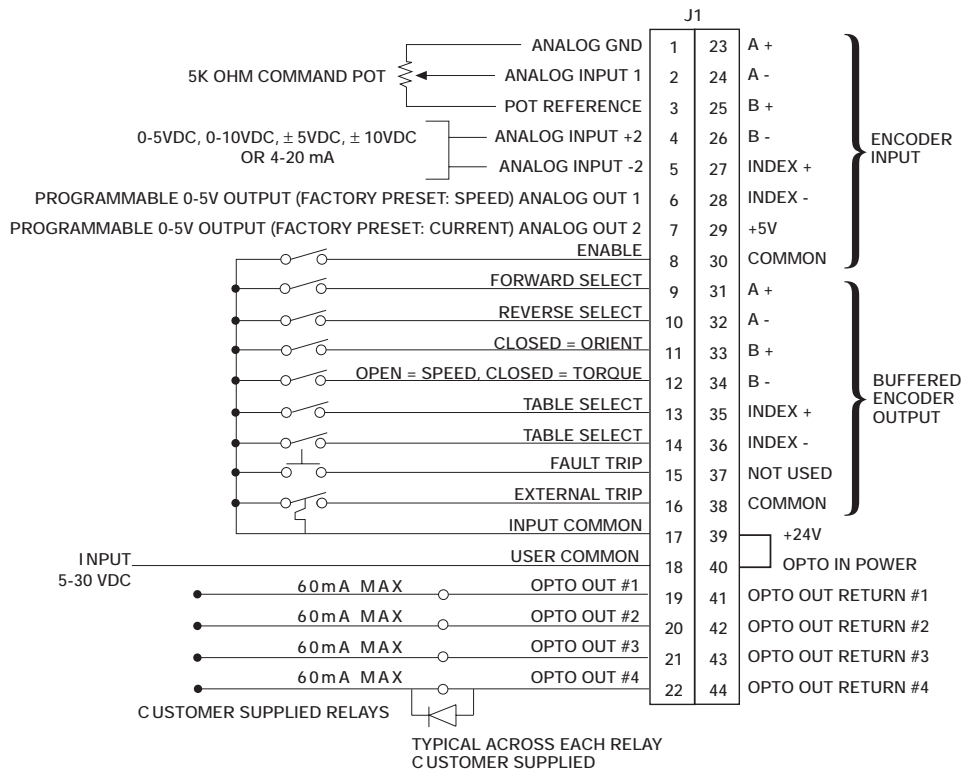 J1
ANALOG GND 1 23 A +
5K OHM COMMAND POT ANALOG INPUT 1 2 24 A -
POT REFERENCE 3 25 B +
0-5VDC, 0-10VDC, ± 5VDC, ± 10VDC
OR 4-20 mA
ANALOG INPUT +2 4 26 B -
ANALOG INPUT -2 5 27 INDEX +
ENCODER
INPUT
PROGRAMMABLE 0-5V OUTPUT (FACTORY PRESET: SPEED) ANALOG OUT 1 6 28 INDEX -
PROGRAMMABLE 0-5V OUTPUT (FACTORY PRESET: CURRENT) ANALOG OUT 2 7 29 +5V
ENABLE 8 30 COMMON
FORWARD SELECT 9 31 A +
REVERSE SELECT 10 32 A -
CLOSED = ORIENT 11 33 B +
OPEN = SPEED, CLOSED = TORQUE 12 34 B -
BUFFERED
ENCODER
OUTPUT
TABLE SELECT 13 35 INDEX +
TABLE SELECT 14 36 INDEX -
FAULT TRIP 15 37 NOT USED
EXTERNAL TRIP 16 38 COMMON
INPUT COMMON 17 39 +24V
INPUT
5-30 VDC
USER COMMON 18 40 OPTO IN POWER
60mA MAX OPTO OUT #1 19 41 OPTO OUT RETURN #1
60mA MAX OPTO OUT #2 20 42 OPTO OUT RETURN #2
60mA MAX OPTO OUT #3 21 43 OPTO OUT RETURN #3
60mA MAX OPTO OUT #4 22 44 OPTO OUT RETURN #4
CUSTOMER SUPPLIED RELAYS
TYPICAL ACROSS EACH RELAY
CUSTOMER SUPPLIED